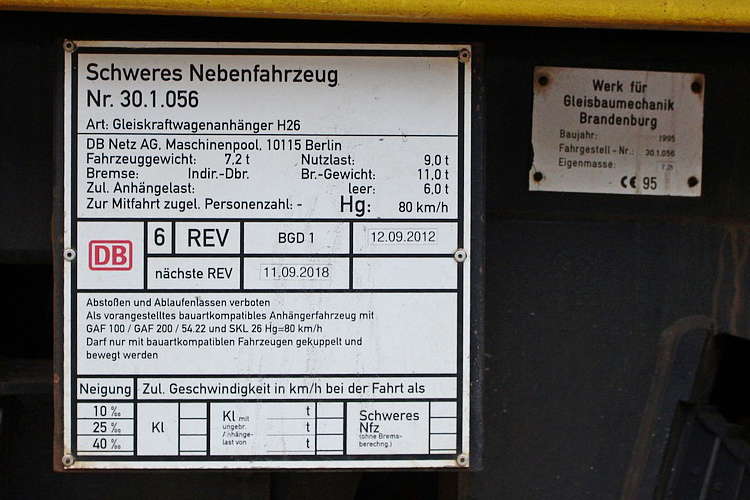 Schweres Nebenfahrzeug
Nr. 30.1.056
Art: Gleiskraftwagenanhänger H26
DB Netz AG, Maschinenpool, 10115 Berlin
Fahrzeuggewicht: 7,2 t Nutzlast: 9,0 t
Bremse: Indir.-Dbr. Br.-Gewicht: 11,0 t
Zul. Anhängelast: leer: 6,0 t
Zur Mitfahrt zugel. Personenzahl: - Hg: 80 km/h
DB 6 REV BGD 1 12.09.2012
nächste REV 11.09.2018
Abstoßen und Ablaufenlassen verboten
Als vorangestelltes bauartkompatibles Anhängerfahrzeug mit
GAF 100 / GAF 200 / 54.22 und SKL 26 Hg=80 km/h
Darf nur mit bauartkompatiblen Fahrzeugen gekuppelt und
bewegt werden
Neigung Zul. Geschwindigkeit in km/h bei der Fahrt als
10 ‰
25 ‰
40 ‰
Kl
Kl mit
ungebr.
Anhänge-
last von
t
t
t
Schweres
Nfz
(ohne Brems-
berechng.)
Werk für
Gleisbaumechanik
Brandenburg
Baujahr: 1995
Fahrgestell-Nr.: 30.1.056
Eigenmasse: 7,2t
CE 95